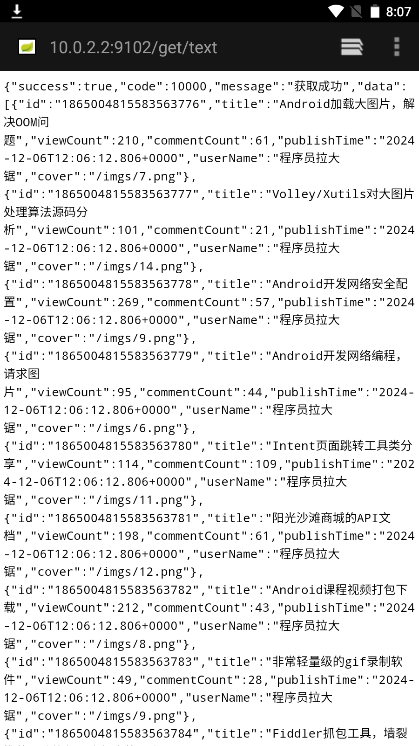 8:07
10.0.2.2:9102/get/text
{"success":true,"code":10000,"message":"获取成功","data":
[{"id":"1865004815583563776","title":"Android加载大图片，解
决OOM问
题","viewCount":210,"commentCount":61,"publishTime":"2024
-12-06T12:06:12.806+0000","userName":"程序员拉大
锯","cover":"/imgs/7.png"},
{"id":"1865004815583563777","title":"Volley/Xutils对大图片
处理算法源码分
析","viewCount":101,"commentCount":21,"publishTime":"2024
-12-06T12:06:12.806+0000","userName":"程序员拉大
锯","cover":"/imgs/14.png"},
{"id":"1865004815583563778","title":"Android开发网络安全配
置","viewCount":269,"commentCount":57,"publishTime":"2024
-12-06T12:06:12.806+0000","userName":"程序员拉大
锯","cover":"/imgs/9.png"},
{"id":"1865004815583563779","title":"Android开发网络编程，
请求图
片","viewCount":95,"commentCount":44,"publishTime":"2024-
12-06T12:06:12.806+0000","userName":"程序员拉大
锯","cover":"/imgs/6.png"},
{"id":"1865004815583563780","title":"Intent页面跳转工具类分
享","viewCount":114,"commentCount":109,"publishTime":"202
4-12-06T12:06:12.806+0000","userName":"程序员拉大
锯","cover":"/imgs/11.png"},
{"id":"1865004815583563781","title":"阳光沙滩商城的API文
档","viewCount":198,"commentCount":61,"publishTime":"2024
-12-06T12:06:12.806+0000","userName":"程序员拉大
锯","cover":"/imgs/12.png"},
{"id":"1865004815583563782","title":"Android课程视频打包下
载","viewCount":212,"commentCount":43,"publishTime":"2024
-12-06T12:06:12.806+0000","userName":"程序员拉大
锯","cover":"/imgs/8.png"},
{"id":"1865004815583563783","title":"非常轻量级的gif录制软
件","viewCount":49,"commentCount":28,"publishTime":"2024-
12-06T12:06:12.806+0000","userName":"程序员拉大
锯","cover":"/imgs/9.png"},
{"id":"1865004815583563784","title":"Fiddler抓包工具，墙裂